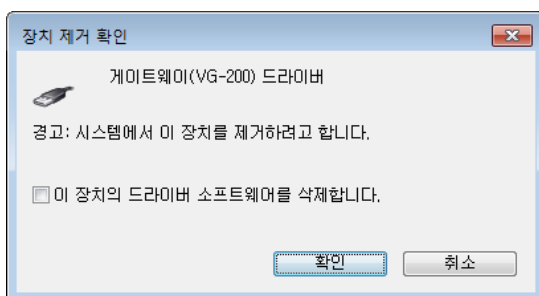 장치 제거 확인
게이트웨이(VG-200) 드라이버
경고: 시스템에서 이 장치를 제거하려고 합니다.
이 장치의 드라이버 소프트웨어를 삭제합니다.
확인
취소